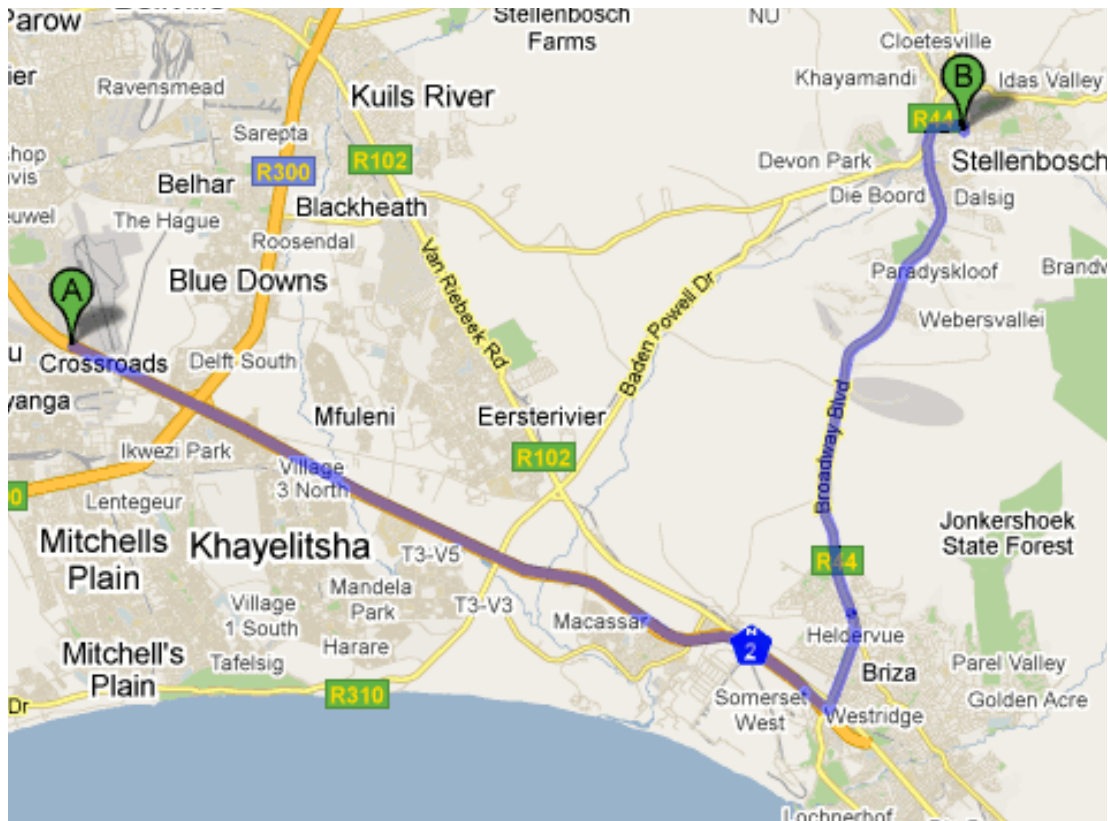 Parow
Stellenbosch
Farms
NU
Cloetesville
Ravensmead
Kuils River
Khayamandi
B
Idas Valley
R44
Sarepta
R102
R300
Devon Park
Stellenbosch
Belhar
Blackheath
Die Boord
Dalsig
The Hague
Roosendal
Van Riebeek Rd
Blue Downs
Baden Powell Dr
Paradyskloof
Brandw
A
Webersvallei
Crossroads
Delft South
Broadway Blvd
Mfuleni
Eersterivier
Ikwezi Park
R102
Village
3 North
Lentegeur
Mitchells
Plain
Khayelitsha
T3-V5
Jonkershoek
State Forest
R44
Mandela
Park
T3-V3
Village
1 South
Macassar
Harare
N
2
Heldervue
Mitchell's
Plain
Tafelsig
Briza
Parel Valley
Golden Acre
Dr
R310
Somerset
West
Westridge
Lochnerhof